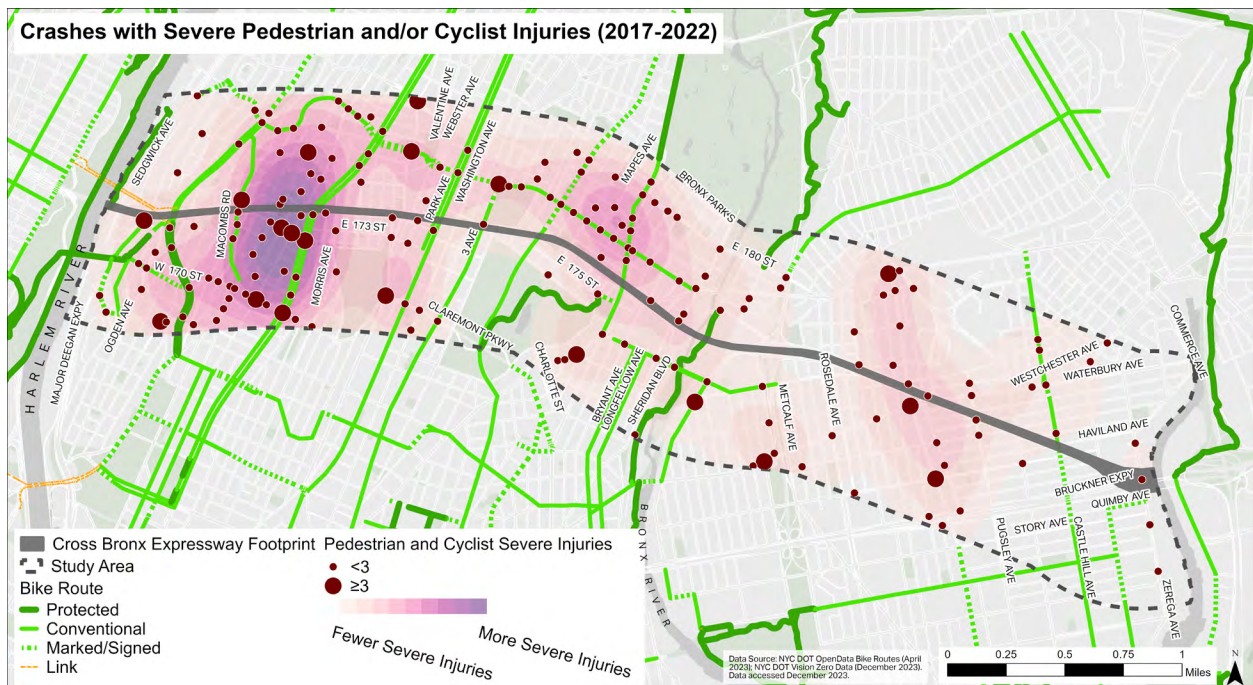 Crashes with Severe Pedestrian and/or Cyclist Injuries (2017-2022)
SEDGWICK AVE
VALENTINE AVE
WEBSTER AVE
WASHINGTON AVE
PARK AVE
MAPES AVE
BRONX PARKS
MACOMBS RD
E 173 ST
3 AVE
E 180 ST
W 170 ST
MORRIS AVE
E 175 ST
HARLEM RIVER
MAJOR DEEGAN EXPY
OGDEN AVE
CLAREMONT PKWY
CHARLOTTE ST
BRYANT AVE
LONGFELLOW AVE
SHERIDAN BLVD
METCALF AVE
ROSEDALE AVE
WESTCHESTER AVE
WATERBURY AVE
COMMERCE AVE
HAVILAND AVE
BRUCKNER EXPY
QUIMBY AVE
STORY AVE
PUGSLEY AVE
CASTLE HILL AVE
ZEREGA AVE
BRONX RIVER
Cross Bronx Expressway Footprint
Study Area
Bike Route
Protected
Conventional
Marked/Signed
Link
Pedestrian and Cyclist Severe Injuries
<3
≥3
Fewer Severe Injuries
More Severe Injuries
Data Source: NYC DOT OpenData Bike Routes (April
2023); NYC DOT Vision Zero Data (December 2023).
Data accessed December 2023.
0 0.25 0.5 0.75 1
Miles
N